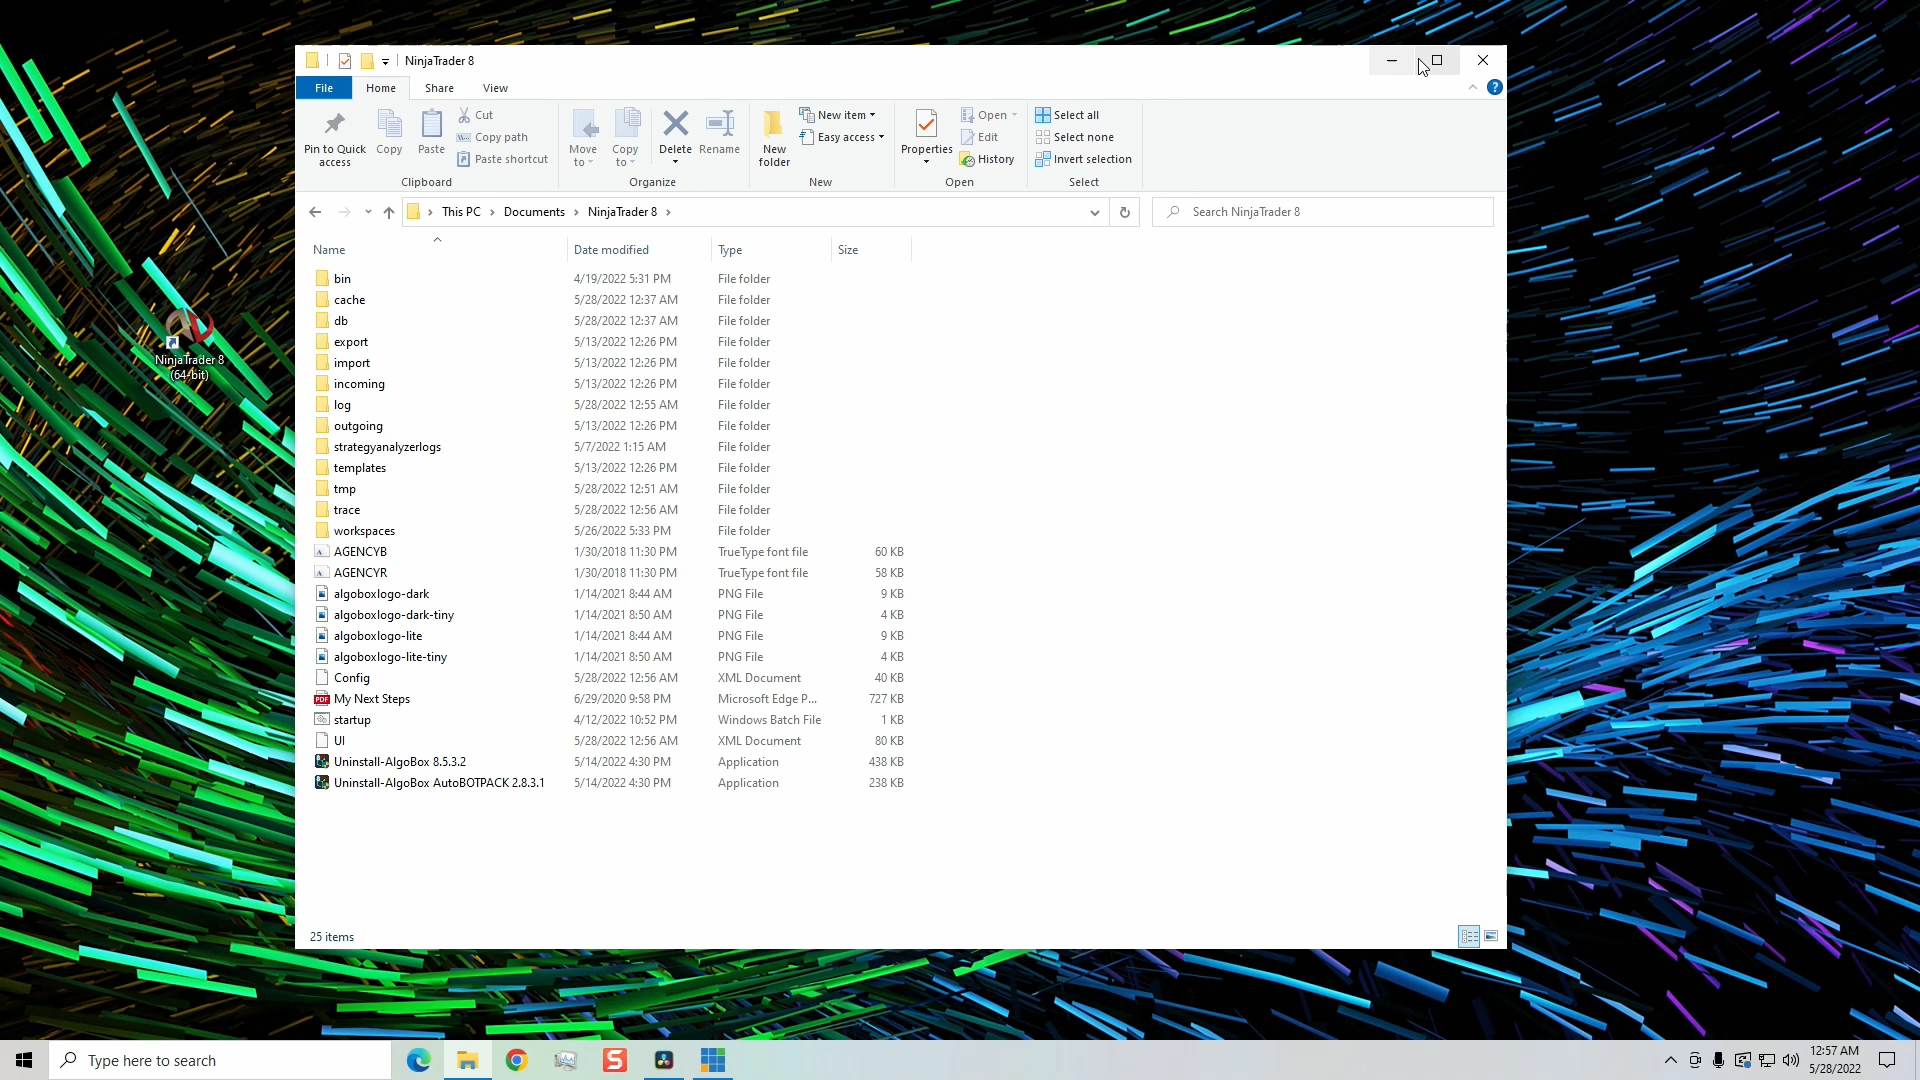 NinjaTrader 8
File
Home
Share
View
Pin to Quick
access
Copy
Paste
Cut
Copy path
Paste shortcut
Clipboard
Move
to
Copy
to
Delete
Rename
Organize
New
folder
New item
Easy access
New
Properties
Open
Edit
History
Open
Select all
Select none
Invert selection
Select
This PC
Documents
NinjaTrader 8
Search NinjaTrader 8
Name Date modified Type Size
bin 4/19/2022 5:31 PM File folder
cache 5/28/2022 12:37 AM File folder
db 5/28/2022 12:37 AM File folder
export 5/13/2022 12:26 PM File folder
import 5/13/2022 12:26 PM File folder
incoming 5/13/2022 12:26 PM File folder
log 5/28/2022 12:55 AM File folder
outgoing 5/13/2022 12:26 PM File folder
strategyanalyzerlogs 5/7/2022 1:15 AM File folder
templates 5/13/2022 12:26 PM File folder
tmp 5/28/2022 12:51 AM File folder
trace 5/28/2022 12:56 AM File folder
workspaces 5/26/2022 5:33 PM File folder
AGENCYB 1/30/2018 11:30 PM TrueType font file 60 KB
AGENCYR 1/30/2018 11:30 PM TrueType font file 58 KB
algoboxlogo-dark 1/14/2021 8:44 AM PNG File 9 KB
algoboxlogo-dark-tiny 1/14/2021 8:50 AM PNG File 4 KB
algoboxlogo-lite 1/14/2021 8:44 AM PNG File 9 KB
algoboxlogo-lite-tiny 1/14/2021 8:50 AM PNG File 4 KB
Config 5/28/2022 12:56 AM XML Document 40 KB
PDF My Next Steps 6/29/2020 9:58 PM Microsoft Edge P... 727 KB
startup 4/12/2022 10:52 PM Windows Batch File 1 KB
UI 5/28/2022 12:56 AM XML Document 80 KB
Uninstall-AlgoBox 8.5.3.2 5/14/2022 4:30 PM Application 438 KB
Uninstall-AlgoBox AutoBOTPACK 2.8.3.1 5/14/2022 4:30 PM Application 238 KB
25 items
NinjaTrader 8
(64-bit)
Type here to search
S
12:57 AM
5/28/2022